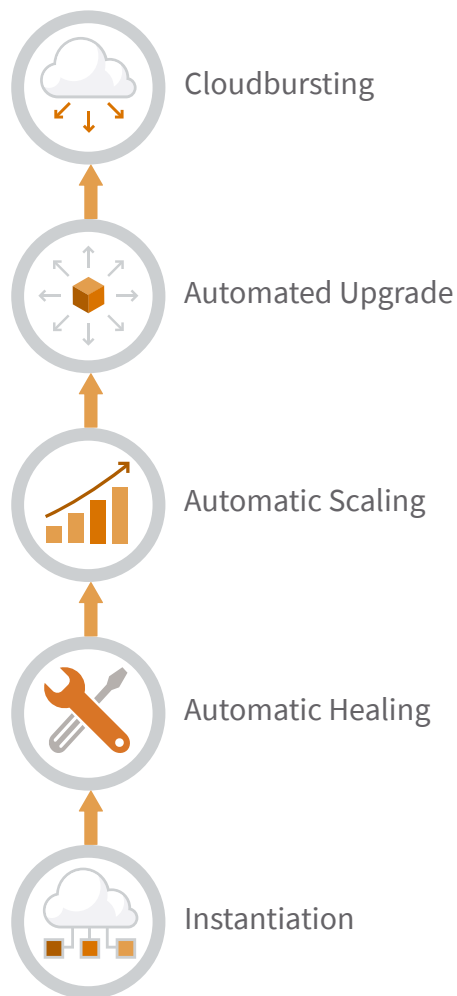 Cloudbursting
Automated Upgrade
Automatic Scaling
Automatic Healing
Instantiation